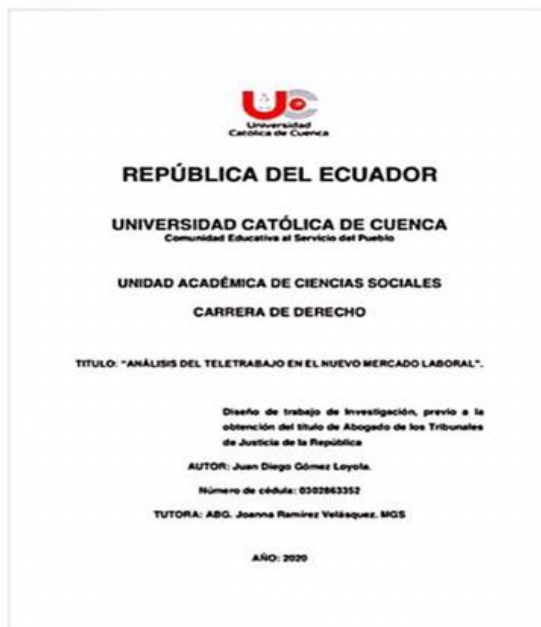 UC
Universidad
Católica de Cuenca
REPÚBLICA DEL ECUADOR
UNIVERSIDAD CATÓLICA DE CUENCA
Comunidad Educativa al Servicio del Pueblo
UNIDAD ACADÉMICA DE CIENCIAS SOCIALES
CARRERA DE DERECHO
TITULO: “ANÁLISIS DEL TELETRABAJO EN EL NUEVO MERCADO LABORAL”.
Diseño de trabajo de Investigación, previo a la
obtención del título de Abogado de los Tribunales
de Justicia de la República
AUTOR: Juan Diego Gómez Loyola.
Número de cédula: 0302863352
TUTORA: ABG. Joanna Ramírez Velásquez. MGS
AÑO: 2020